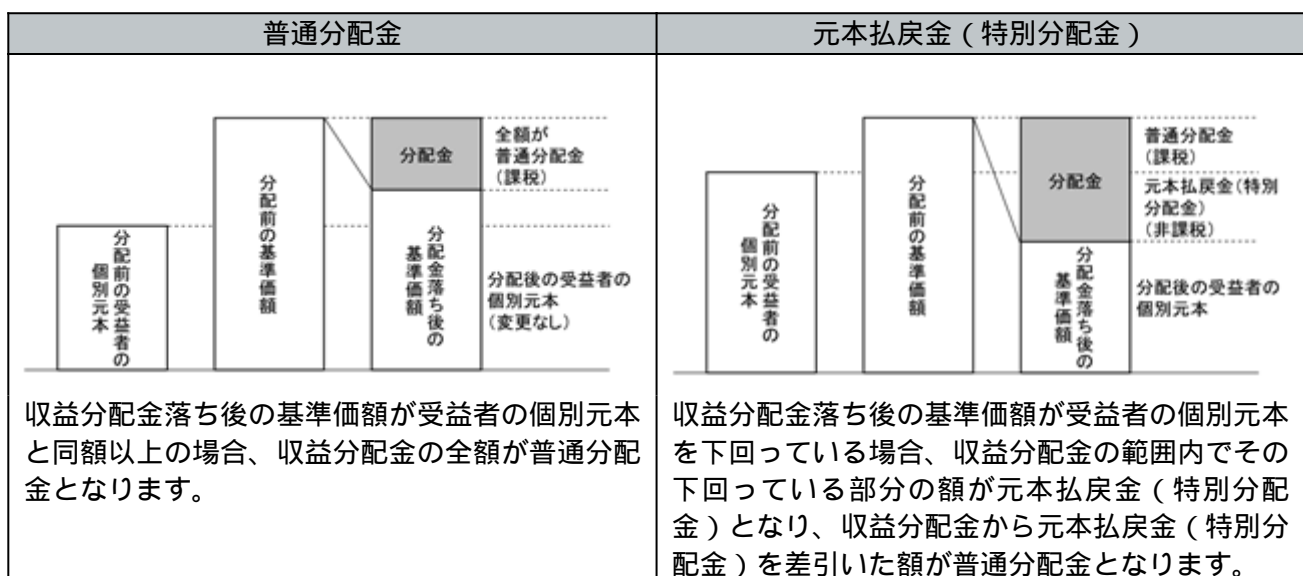 普通分配金
分配前の受益者の
個別元本
分配前の基準価額
分配金
分配金落ち後の
基準価額
全額が
普通分配金
(課税)
分配後の受益者の
個別元本
(変更なし)
収益分配金落ち後の基準価額が受益者の個別元本
と同額以上の場合、収益分配金の全額が普通分配
金となります。
元本払戻金（特別分配金）
分配前の受益者の
個別元本
分配前の基準価額
分配金
分配金落ち後の
基準価額
普通分配金
(課税)
元本払戻金(特別
分配金)
(非課税)
分配後の受益者の
個別元本
収益分配金落ち後の基準価額が受益者の個別元本
を下回っている場合、収益分配金の範囲内でその
下回っている部分の額が元本払戻金（特別分配
金）となり、収益分配金から元本払戻金（特別分
配金）を差引いた額が普通分配金となります。